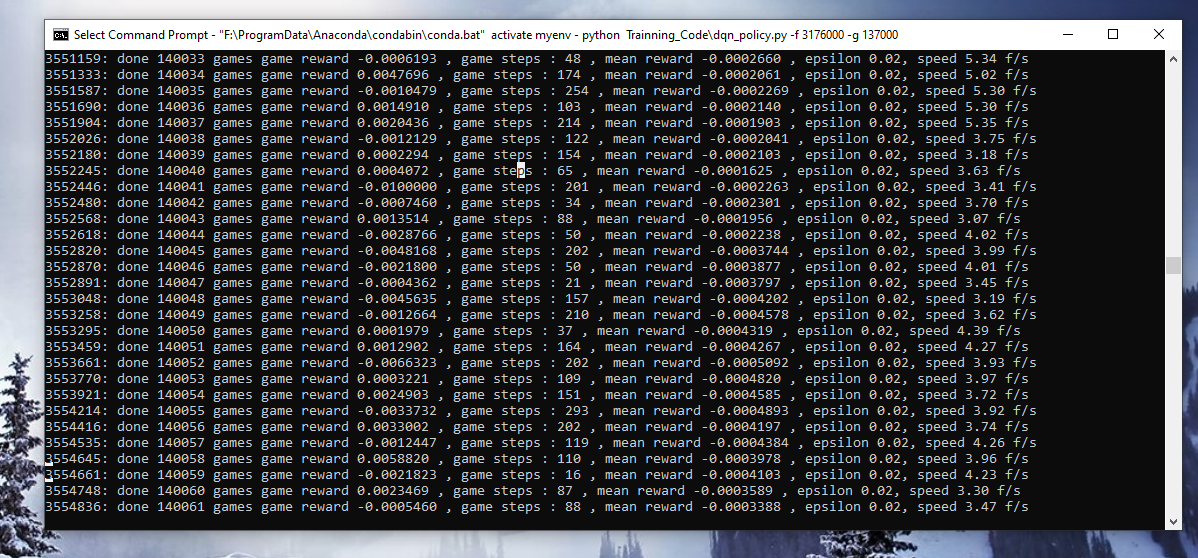 Select Command Prompt - "F:\ProgramData\Anaconda\condabin\conda.bat" activate myenv - python Trainning_Code\dqn_policy.py -f 3176000 -g 137000
3551159: done 140033 games game reward -0.0006193 , game steps : 48 , mean reward -0.0002660 , epsilon 0.02, speed 5.34 f/s
3551333: done 140034 games game reward 0.0047696 , game steps : 174 , mean reward -0.0002061 , epsilon 0.02, speed 5.02 f/s
3551587: done 140035 games game reward -0.0010479 , game steps : 254 , mean reward -0.0002269 , epsilon 0.02, speed 5.30 f/s
3551690: done 140036 games game reward 0.0014910 , game steps : 103 , mean reward -0.0002140 , epsilon 0.02, speed 5.30 f/s
3551904: done 140037 games game reward 0.0020436 , game steps : 214 , mean reward -0.0001903 , epsilon 0.02, speed 5.35 f/s
3552026: done 140038 games game reward -0.0012129 , game steps : 122 , mean reward -0.0002041 , epsilon 0.02, speed 3.75 f/s
3552180: done 140039 games game reward 0.0002294 , game steps : 154 , mean reward -0.0002103 , epsilon 0.02, speed 3.18 f/s
3552245: done 140040 games game reward 0.0004072 , game steps : 65 , mean reward -0.0001625 , epsilon 0.02, speed 3.63 f/s
3552446: done 140041 games game reward -0.0100000 , game steps : 201 , mean reward -0.0002263 , epsilon 0.02, speed 3.41 f/s
3552480: done 140042 games game reward -0.0007460 , game steps : 34 , mean reward -0.0002301 , epsilon 0.02, speed 3.70 f/s
3552568: done 140043 games game reward 0.0013514 , game steps : 88 , mean reward -0.0001956 , epsilon 0.02, speed 3.07 f/s
3552618: done 140044 games game reward -0.0028766 , game steps : 50 , mean reward -0.0002238 , epsilon 0.02, speed 4.02 f/s
3552820: done 140045 games game reward -0.0048168 , game steps : 202 , mean reward -0.0003744 , epsilon 0.02, speed 3.99 f/s
3552870: done 140046 games game reward -0.0021800 , game steps : 50 , mean reward -0.0003877 , epsilon 0.02, speed 4.01 f/s
3552891: done 140047 games game reward -0.0004362 , game steps : 21 , mean reward -0.0003797 , epsilon 0.02, speed 3.45 f/s
3553048: done 140048 games game reward -0.0045635 , game steps : 157 , mean reward -0.0004202 , epsilon 0.02, speed 3.19 f/s
3553258: done 140049 games game reward -0.0012664 , game steps : 210 , mean reward -0.0004578 , epsilon 0.02, speed 3.62 f/s
3553295: done 140050 games game reward 0.0001979 , game steps : 37 , mean reward -0.0004319 , epsilon 0.02, speed 4.39 f/s
3553459: done 140051 games game reward 0.0012902 , game steps : 164 , mean reward -0.0004267 , epsilon 0.02, speed 4.27 f/s
3553661: done 140052 games game reward -0.0066323 , game steps : 202 , mean reward -0.0005092 , epsilon 0.02, speed 3.93 f/s
3553770: done 140053 games game reward 0.0003221 , game steps : 109 , mean reward -0.0004820 , epsilon 0.02, speed 3.97 f/s
3553921: done 140054 games game reward 0.0024903 , game steps : 151 , mean reward -0.0004585 , epsilon 0.02, speed 3.72 f/s
3554214: done 140055 games game reward -0.0033732 , game steps : 293 , mean reward -0.0004893 , epsilon 0.02, speed 3.92 f/s
3554416: done 140056 games game reward 0.0033002 , game steps : 202 , mean reward -0.0004197 , epsilon 0.02, speed 3.74 f/s
3554535: done 140057 games game reward -0.0012447 , game steps : 119 , mean reward -0.0004384 , epsilon 0.02, speed 4.26 f/s
3554645: done 140058 games game reward 0.0058820 , game steps : 110 , mean reward -0.0003978 , epsilon 0.02, speed 3.96 f/s
3554661: done 140059 games game reward -0.0021823 , game steps : 16 , mean reward -0.0004103 , epsilon 0.02, speed 4.23 f/s
3554748: done 140060 games game reward 0.0023469 , game steps : 87 , mean reward -0.0003589 , epsilon 0.02, speed 3.30 f/s
3554836: done 140061 games game reward -0.0005460 , game steps : 88 , mean reward -0.0003388 , epsilon 0.02, speed 3.47 f/s